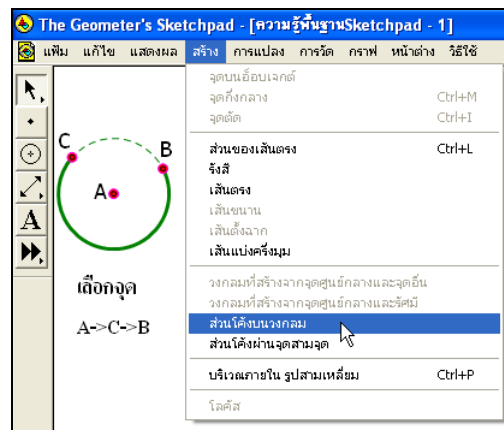 The Geometer's Sketchpad - [ความรู้พื้นฐานSketchpad - 1]
แฟ้ม แก้ไข แสดงผล สร้าง การแปลง การวัด กราฟ หน้าต่าง วิธีใช้
จุดบนอ็อบเจกต์
จุดกึ่งกลาง Ctrl+M
จุดตัด Ctrl+I
ส่วนของเส้นตรง Ctrl+L
รังสี
เส้นตรง
เส้นขนาน
เส้นตั้งฉาก
เส้นแบ่งครึ่งมุม
วงกลมที่สร้างจากจุดศูนย์กลางและจุดอื่น
วงกลมที่สร้างจากจุดศูนย์กลางและรัศมี
ส่วนโค้งบนวงกลม
ส่วนโค้งผ่านจุดสามจุด
บริเวณภายใน รูปสามเหลี่ยม Ctrl+P
โลคัส
C
B
A
A
เลือกจุด
A->C->B